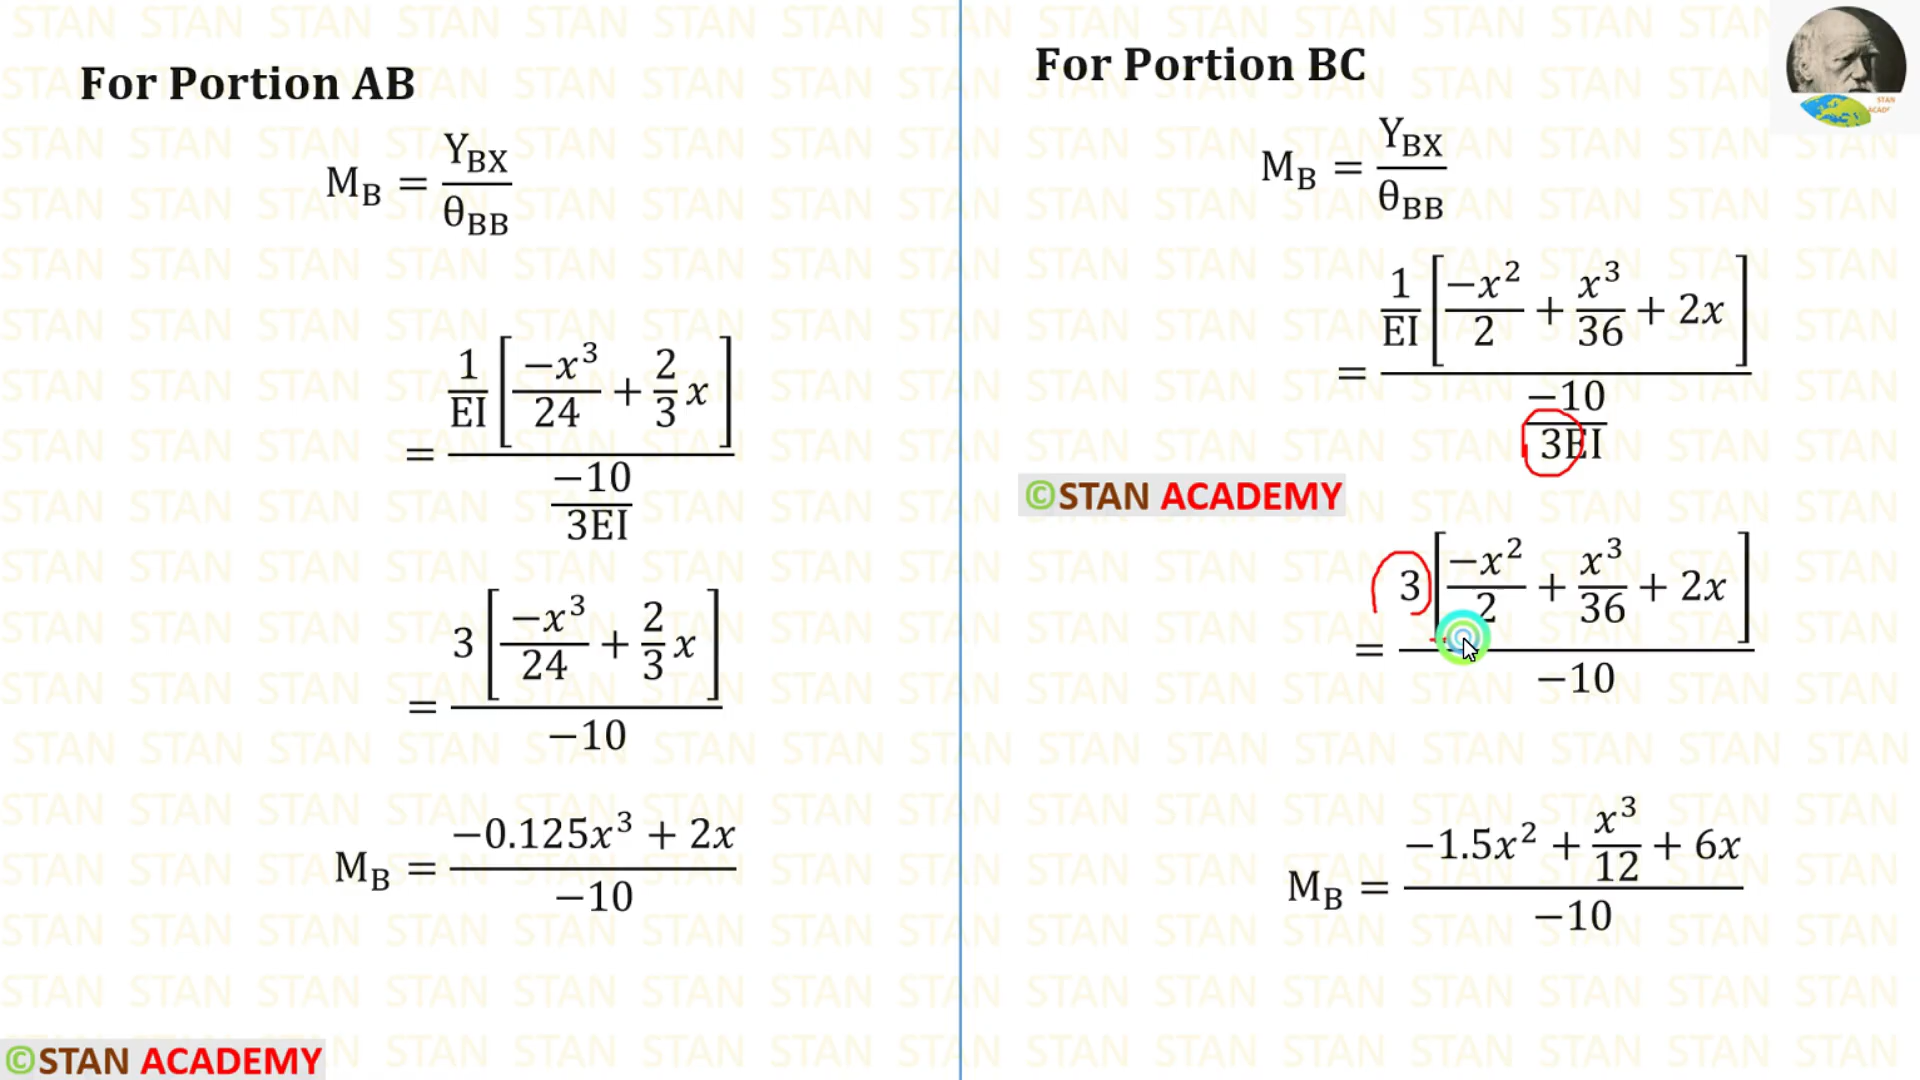 For Portion AB
M_B = Y_BX / θ_BB
= 1/EI [−x³/24 + 2/3 x] / (−10/3EI)
= 3 [−x³/24 + 2/3 x] / −10
M_B = (−0.125x³ + 2x) / −10
©STAN ACADEMY
For Portion BC
M_B = Y_BX / θ_BB
= 1/EI [−x²/2 + x³/36 + 2x] / (−10/3EI)
©STAN ACADEMY
= 3 [−x²/2 + x³/36 + 2x] / −10
M_B = (−1.5x² + x³/12 + 6x) / −10
STAN